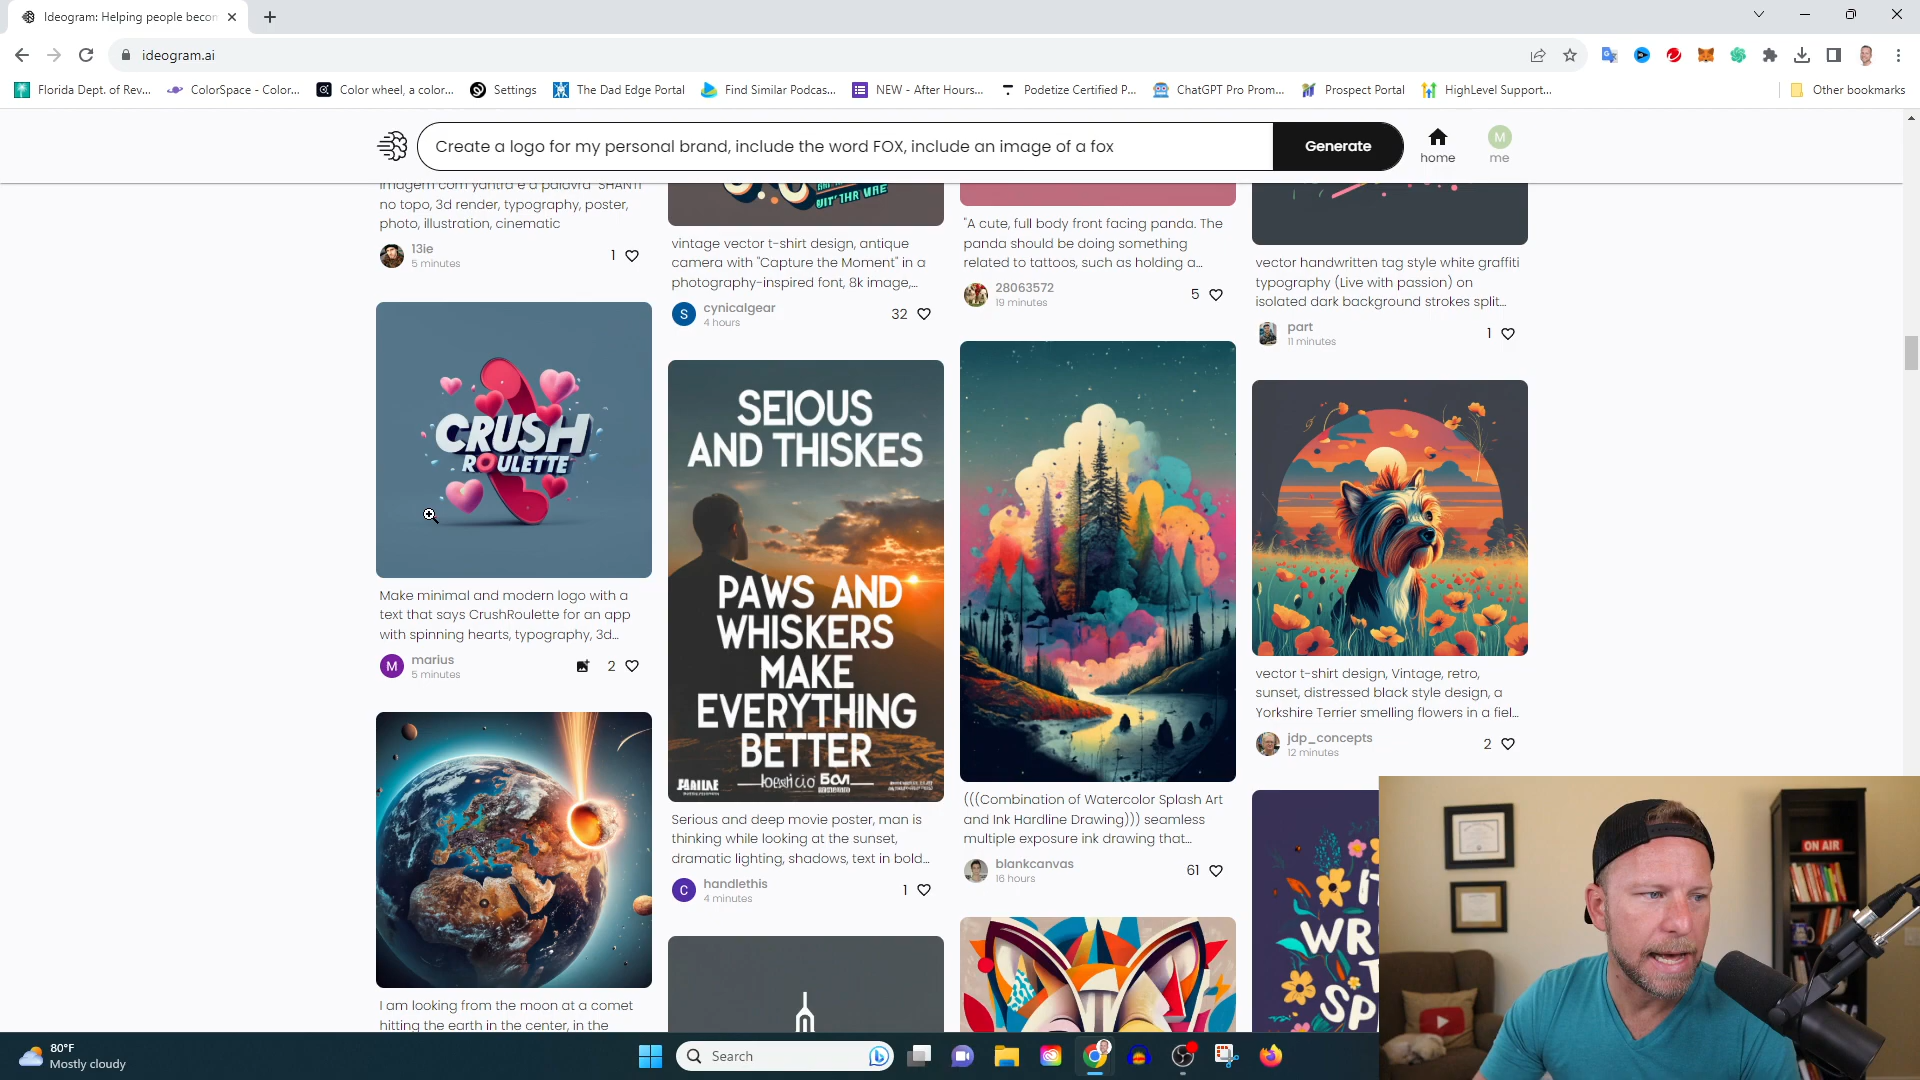 Ideogram: Helping people becom
ideogram.ai
Florida Dept. of Rev...
ColorSpace - Color...
Color wheel, a color...
Settings
The Dad Edge Portal
Find Similar Podcas...
NEW - After Hours...
Podetize Certified P...
ChatGPT Pro Prom...
Prospect Portal
HighLevel Support...
Other bookmarks
Create a logo for my personal brand, include the word FOX, include an image of a fox
Generate
home
M
me
imagem com yantra e a palavra "SHANTI"
no topo, 3d render, typography, poster,
photo, illustration, cinematic
13ie
5 minutes
1
CRUSH
ROULETTE
Make minimal and modern logo with a
text that says CrushRoulette for an app
with spinning hearts, typography, 3d...
M
marius
5 minutes
2
I am looking from the moon at a comet
hitting the earth in the center, in the
vintage vector t-shirt design, antique
camera with "Capture the Moment" in a
photography-inspired font, 8k image,...
S
cynicalgear
4 hours
32
SEIOUS
AND THISKES
PAWS AND
WHISKERS
MAKE
EVERYTHING
BETTER
Serious and deep movie poster, man is
thinking while looking at the sunset,
dramatic lighting, shadows, text in bold...
C
handlethis
4 minutes
1
"A cute, full body front facing panda. The
panda should be doing something
related to tattoos, such as holding a...
28063572
19 minutes
5
(((Combination of Watercolor Splash Art
and Ink Hardline Drawing))) seamless
multiple exposure ink drawing that...
blankcanvas
16 hours
61
vector handwritten tag style white graffiti
typography (Live with passion) on
isolated dark background strokes split...
part
11 minutes
1
vector t-shirt design, Vintage, retro,
sunset, distressed black style design, a
Yorkshire Terrier smelling flowers in a fiel...
jdp_concepts
12 minutes
2
WR
SP
ON AIR
80°F
Mostly cloudy
Search